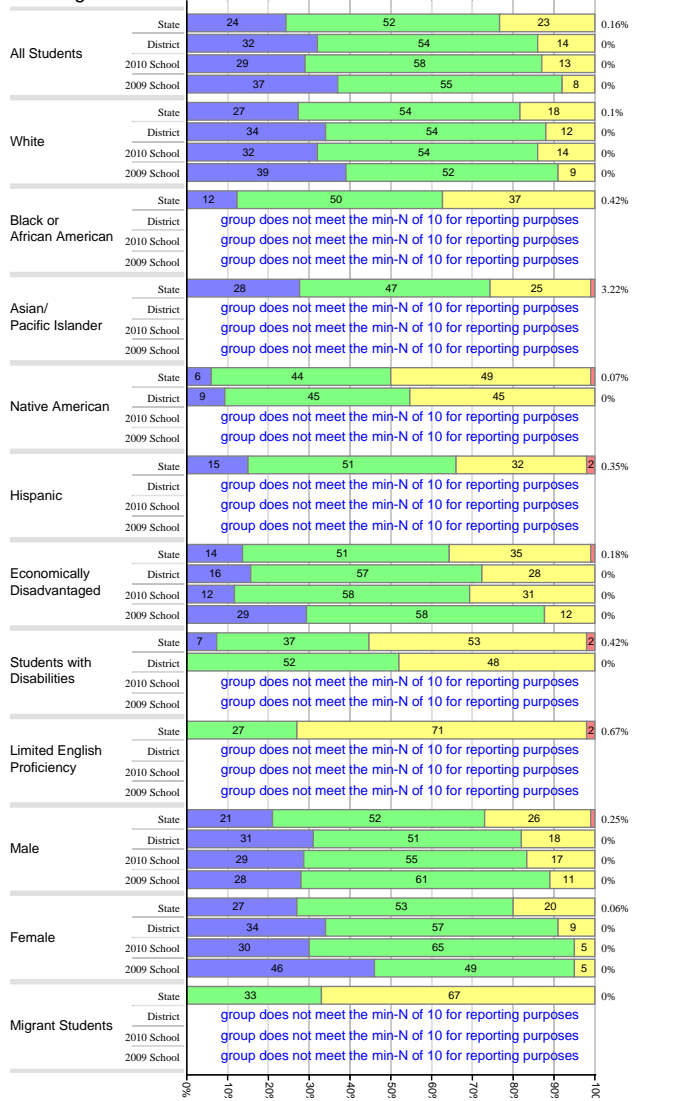 State 24 52 23 0.16%
All Students
District 32 54 14 0%
2010 School 29 58 13 0%
2009 School 37 55 8 0%
State 27 54 18 0.1%
White
District 34 54 12 0%
2010 School 32 54 14 0%
2009 School 39 52 9 0%
State 12 50 37 0.42%
Black or
African American
District group does not meet the min-N of 10 for reporting purposes
2010 School group does not meet the min-N of 10 for reporting purposes
2009 School group does not meet the min-N of 10 for reporting purposes
State 28 47 25 3.22%
Asian/
Pacific Islander
District group does not meet the min-N of 10 for reporting purposes
2010 School group does not meet the min-N of 10 for reporting purposes
2009 School group does not meet the min-N of 10 for reporting purposes
State 6 44 49 0.07%
Native American
District 9 45 45 0%
2010 School group does not meet the min-N of 10 for reporting purposes
2009 School group does not meet the min-N of 10 for reporting purposes
State 15 51 32 2 0.35%
Hispanic
District group does not meet the min-N of 10 for reporting purposes
2010 School group does not meet the min-N of 10 for reporting purposes
2009 School group does not meet the min-N of 10 for reporting purposes
State 14 51 35 0.18%
Economically
Disadvantaged
District 16 57 28 0%
2010 School 12 58 31 0%
2009 School 29 58 12 0%
State 7 37 53 2 0.42%
Students with
Disabilities
District 52 48 0%
2010 School group does not meet the min-N of 10 for reporting purposes
2009 School group does not meet the min-N of 10 for reporting purposes
State 27 71 2 0.67%
Limited English
Proficiency
District group does not meet the min-N of 10 for reporting purposes
2010 School group does not meet the min-N of 10 for reporting purposes
2009 School group does not meet the min-N of 10 for reporting purposes
State 21 52 26 0.25%
Male
District 31 51 18 0%
2010 School 29 55 17 0%
2009 School 28 61 11 0%
State 27 53 20 0.06%
Female
District 34 57 9 0%
2010 School 30 65 5 0%
2009 School 46 49 5 0%
State 33 67 0%
Migrant Students
District group does not meet the min-N of 10 for reporting purposes
2010 School group does not meet the min-N of 10 for reporting purposes
2009 School group does not meet the min-N of 10 for reporting purposes
0% 10% 20% 30% 40% 50% 60% 70% 80% 90% 100